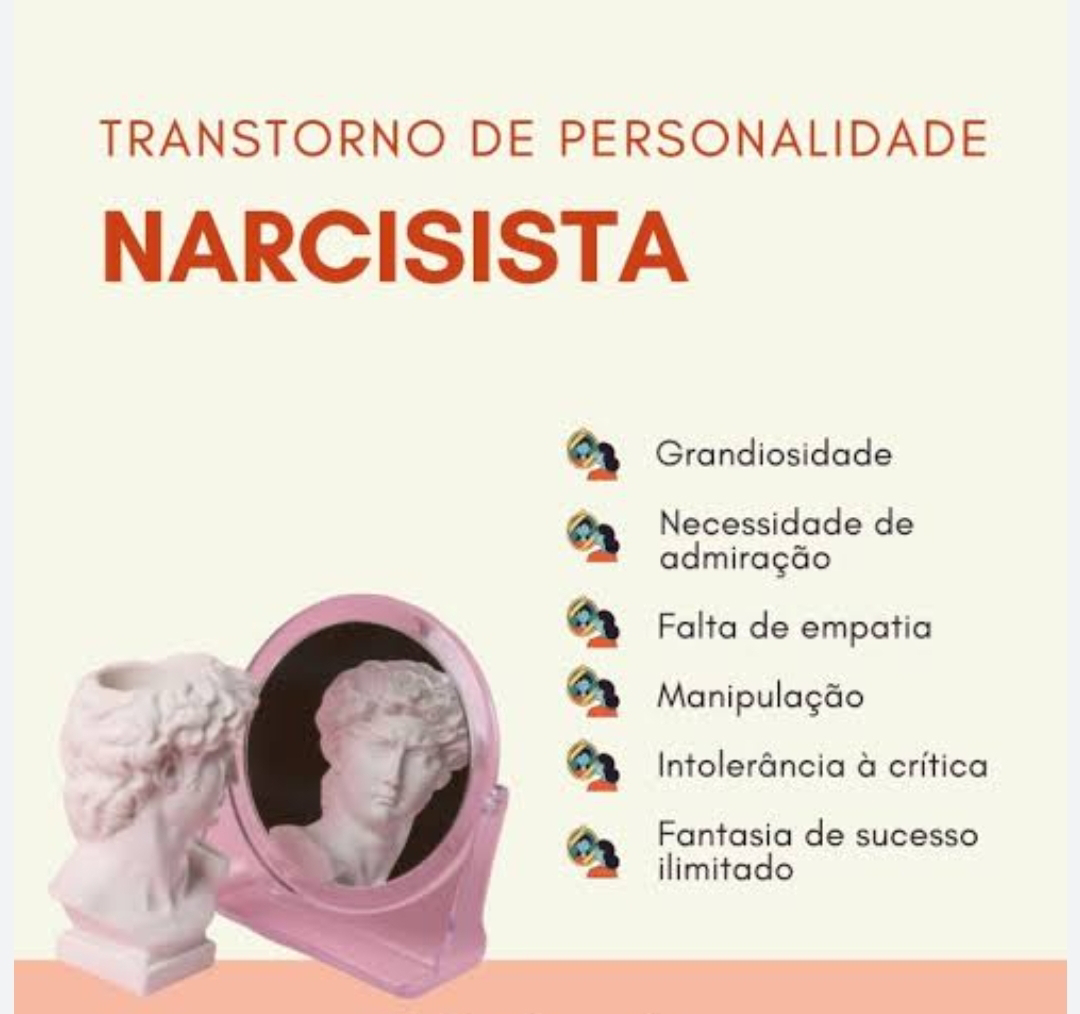 TRANSTORNO DE PERSONALIDADE
NARCISISTA
Grandiosidade
Necessidade de
admiração
Falta de empatia
Manipulação
Intolerância à crítica
Fantasia de sucesso
ilimitado